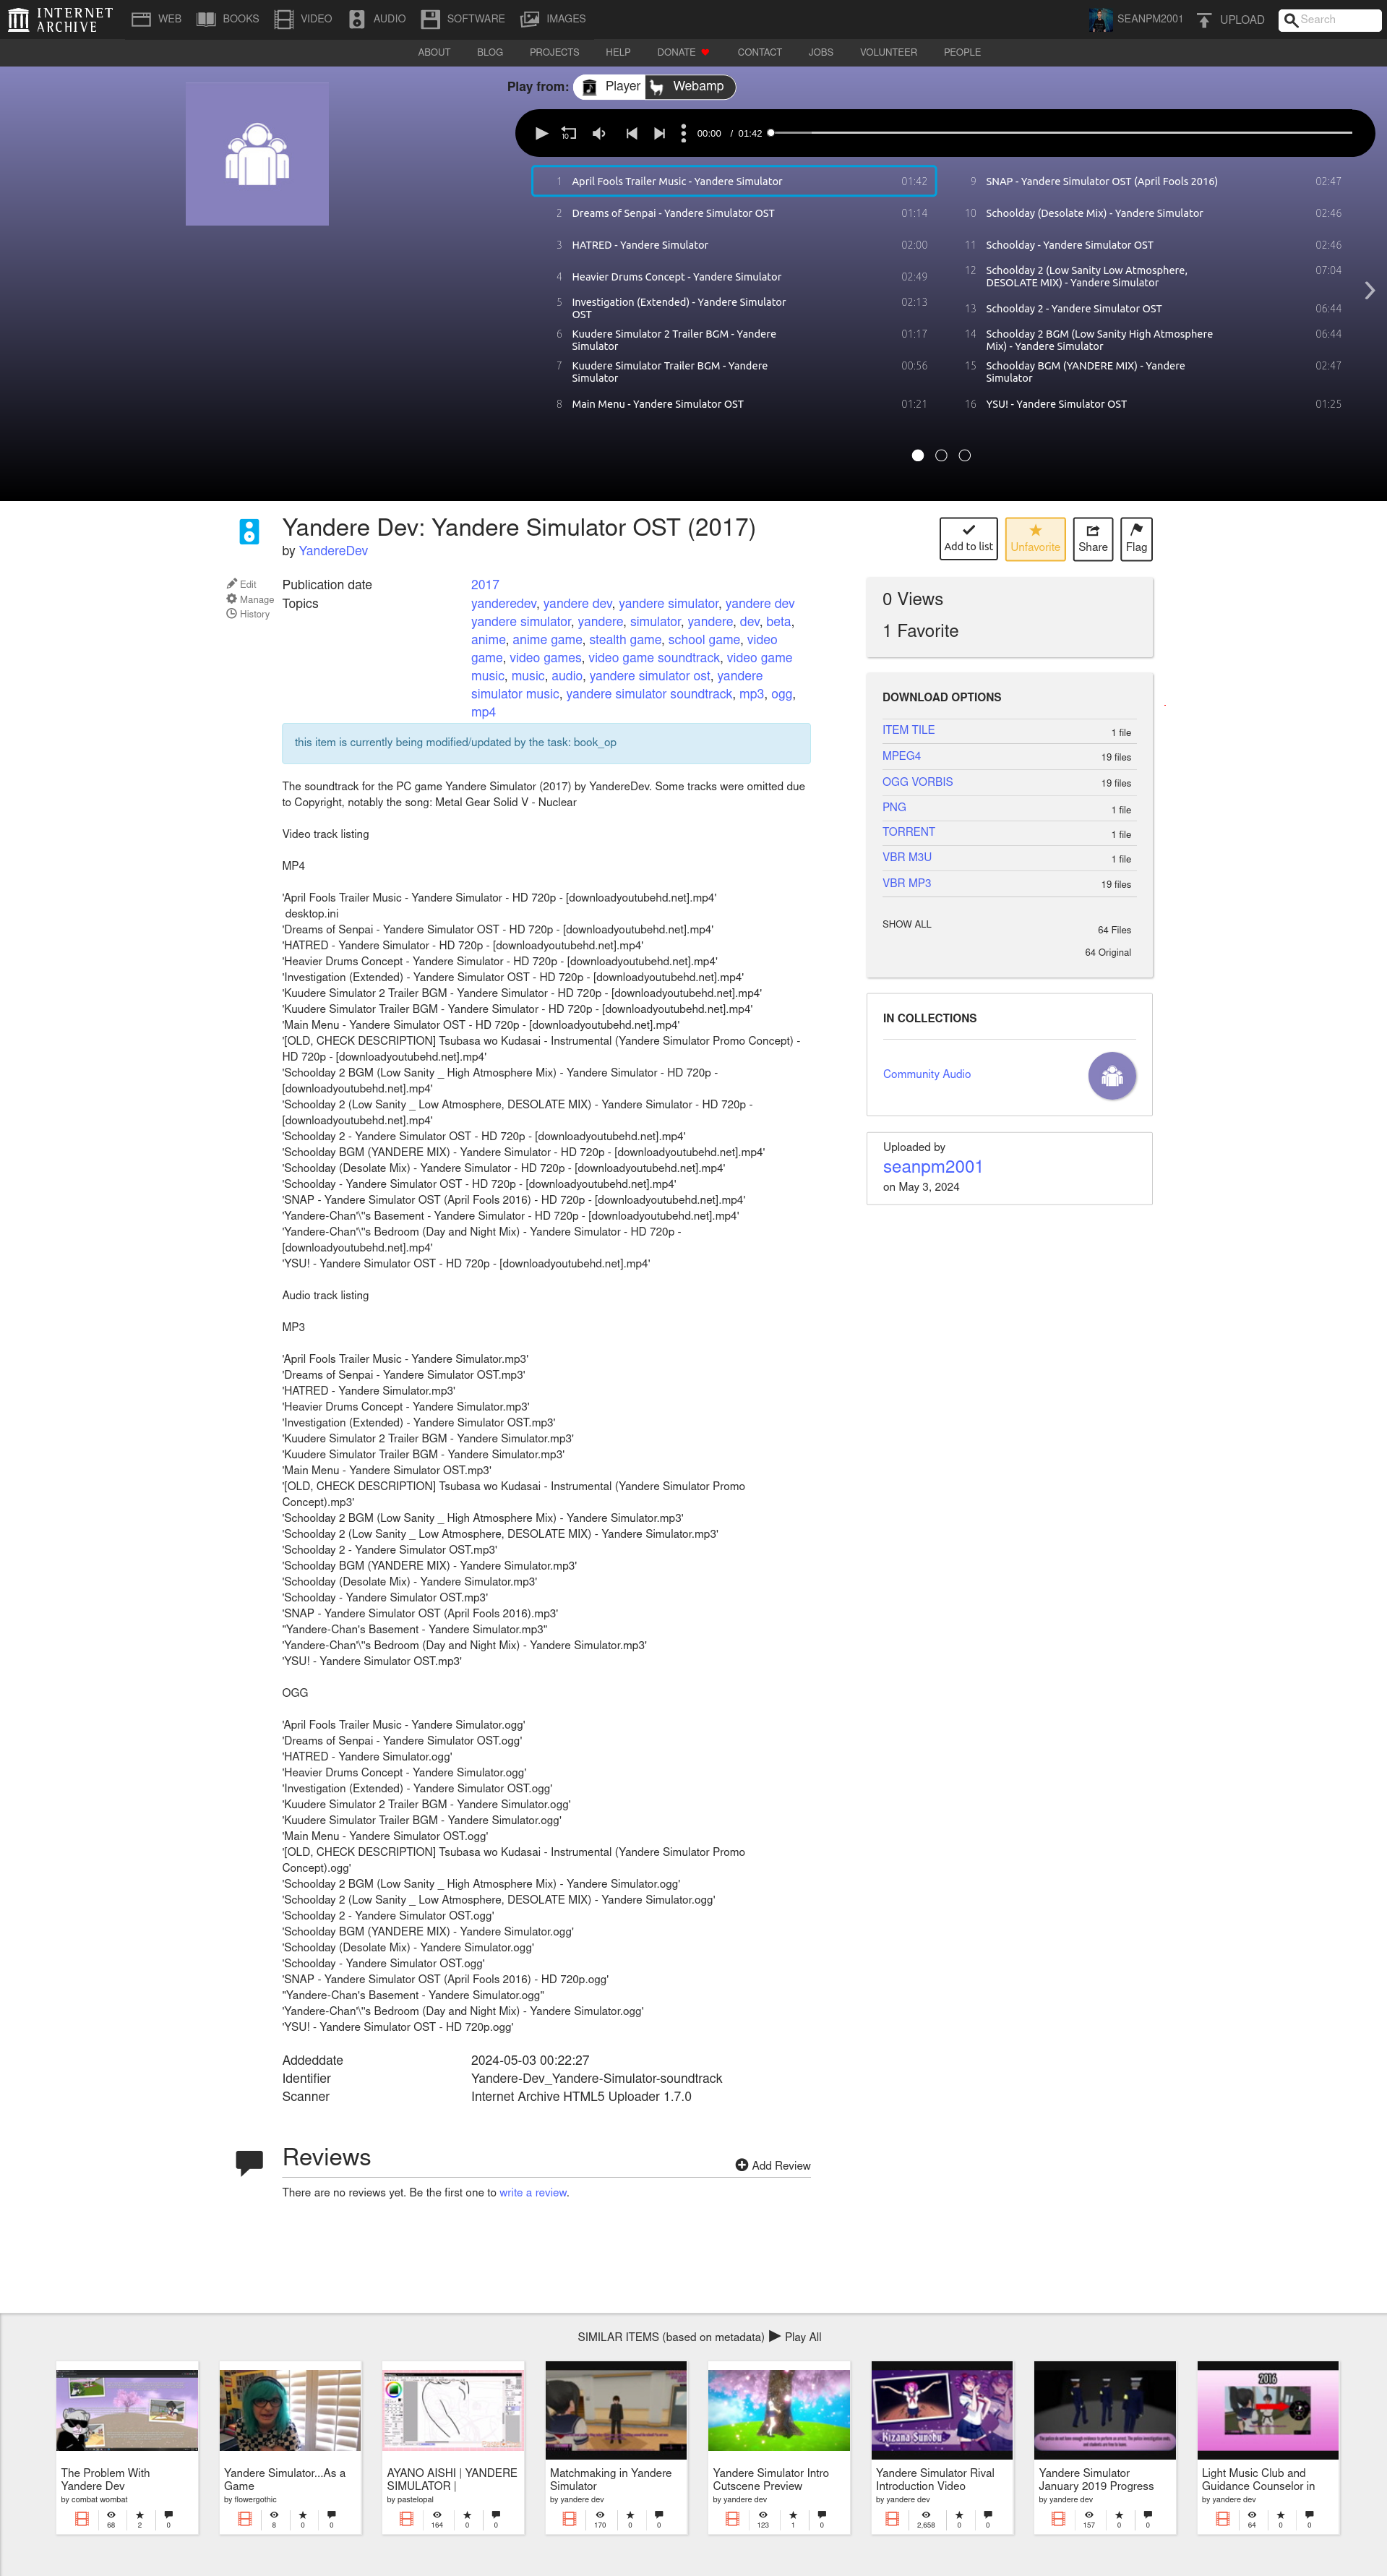 INTERNET ARCHIVE
WEB BOOKS VIDEO AUDIO SOFTWARE IMAGES SEANPM2001 UPLOAD Search
ABOUT BLOG PROJECTS HELP DONATE CONTACT JOBS VOLUNTEER PEOPLE
Play from: Player Webamp
10 00:00 / 01:42
1 April Fools Trailer Music - Yandere Simulator 01:42
2 Dreams of Senpai - Yandere Simulator OST 01:14
3 HATRED - Yandere Simulator 02:00
4 Heavier Drums Concept - Yandere Simulator 02:49
5 Investigation (Extended) - Yandere Simulator 02:13
OST
6 Kuudere Simulator 2 Trailer BGM - Yandere 01:17
Simulator
7 Kuudere Simulator Trailer BGM - Yandere 00:56
Simulator
8 Main Menu - Yandere Simulator OST 01:21
9 SNAP - Yandere Simulator OST (April Fools 2016) 02:47
10 Schoolday (Desolate Mix) - Yandere Simulator 02:46
11 Schoolday - Yandere Simulator OST 02:46
12 Schoolday 2 (Low Sanity Low Atmosphere, 07:04
DESOLATE MIX) - Yandere Simulator
13 Schoolday 2 - Yandere Simulator OST 06:44
14 Schoolday 2 BGM (Low Sanity High Atmosphere 06:44
Mix) - Yandere Simulator
15 Schoolday BGM (YANDERE MIX) - Yandere 02:47
Simulator
16 YSU! - Yandere Simulator OST 01:25
Yandere Dev: Yandere Simulator OST (2017)
by YandereDev
Add to list Unfavorite Share Flag
Edit
Manage
History
Publication date 2017
Topics yanderedev, yandere dev, yandere simulator, yandere dev
yandere simulator, yandere, simulator, yandere, dev, beta,
anime, anime game, stealth game, school game, video
game, video games, video game soundtrack, video game
music, music, audio, yandere simulator ost, yandere
simulator music, yandere simulator soundtrack, mp3, ogg,
mp4
this item is currently being modified/updated by the task: book_op
The soundtrack for the PC game Yandere Simulator (2017) by YandereDev. Some tracks were omitted due
to Copyright, notably the song: Metal Gear Solid V - Nuclear
Video track listing
MP4
'April Fools Trailer Music - Yandere Simulator - HD 720p - [downloadyoutubehd.net].mp4'
desktop.ini
'Dreams of Senpai - Yandere Simulator OST - HD 720p - [downloadyoutubehd.net].mp4'
'HATRED - Yandere Simulator - HD 720p - [downloadyoutubehd.net].mp4'
'Heavier Drums Concept - Yandere Simulator - HD 720p - [downloadyoutubehd.net].mp4'
'Investigation (Extended) - Yandere Simulator OST - HD 720p - [downloadyoutubehd.net].mp4'
'Kuudere Simulator 2 Trailer BGM - Yandere Simulator - HD 720p - [downloadyoutubehd.net].mp4'
'Kuudere Simulator Trailer BGM - Yandere Simulator - HD 720p - [downloadyoutubehd.net].mp4'
'Main Menu - Yandere Simulator OST - HD 720p - [downloadyoutubehd.net].mp4'
'[OLD, CHECK DESCRIPTION] Tsubasa wo Kudasai - Instrumental (Yandere Simulator Promo Concept) -
HD 720p - [downloadyoutubehd.net].mp4'
'Schoolday 2 BGM (Low Sanity _ High Atmosphere Mix) - Yandere Simulator - HD 720p -
[downloadyoutubehd.net].mp4'
'Schoolday 2 (Low Sanity _ Low Atmosphere, DESOLATE MIX) - Yandere Simulator - HD 720p -
[downloadyoutubehd.net].mp4'
'Schoolday 2 - Yandere Simulator OST - HD 720p - [downloadyoutubehd.net].mp4'
'Schoolday BGM (YANDERE MIX) - Yandere Simulator - HD 720p - [downloadyoutubehd.net].mp4'
'Schoolday (Desolate Mix) - Yandere Simulator - HD 720p - [downloadyoutubehd.net].mp4'
'Schoolday - Yandere Simulator OST - HD 720p - [downloadyoutubehd.net].mp4'
'SNAP - Yandere Simulator OST (April Fools 2016) - HD 720p - [downloadyoutubehd.net].mp4'
'Yandere-Chan'\''s Basement - Yandere Simulator - HD 720p - [downloadyoutubehd.net].mp4'
'Yandere-Chan'\''s Bedroom (Day and Night Mix) - Yandere Simulator - HD 720p -
[downloadyoutubehd.net].mp4'
'YSU! - Yandere Simulator OST - HD 720p - [downloadyoutubehd.net].mp4'
Audio track listing
MP3
'April Fools Trailer Music - Yandere Simulator.mp3'
'Dreams of Senpai - Yandere Simulator OST.mp3'
'HATRED - Yandere Simulator.mp3'
'Heavier Drums Concept - Yandere Simulator.mp3'
'Investigation (Extended) - Yandere Simulator OST.mp3'
'Kuudere Simulator 2 Trailer BGM - Yandere Simulator.mp3'
'Kuudere Simulator Trailer BGM - Yandere Simulator.mp3'
'Main Menu - Yandere Simulator OST.mp3'
'[OLD, CHECK DESCRIPTION] Tsubasa wo Kudasai - Instrumental (Yandere Simulator Promo
Concept).mp3'
'Schoolday 2 BGM (Low Sanity _ High Atmosphere Mix) - Yandere Simulator.mp3'
'Schoolday 2 (Low Sanity _ Low Atmosphere, DESOLATE MIX) - Yandere Simulator.mp3'
'Schoolday 2 - Yandere Simulator OST.mp3'
'Schoolday BGM (YANDERE MIX) - Yandere Simulator.mp3'
'Schoolday (Desolate Mix) - Yandere Simulator.mp3'
'Schoolday - Yandere Simulator OST.mp3'
'SNAP - Yandere Simulator OST (April Fools 2016).mp3'
"Yandere-Chan's Basement - Yandere Simulator.mp3"
'Yandere-Chan'\''s Bedroom (Day and Night Mix) - Yandere Simulator.mp3'
'YSU! - Yandere Simulator OST.mp3'
OGG
'April Fools Trailer Music - Yandere Simulator.ogg'
'Dreams of Senpai - Yandere Simulator OST.ogg'
'HATRED - Yandere Simulator.ogg'
'Heavier Drums Concept - Yandere Simulator.ogg'
'Investigation (Extended) - Yandere Simulator OST.ogg'
'Kuudere Simulator 2 Trailer BGM - Yandere Simulator.ogg'
'Kuudere Simulator Trailer BGM - Yandere Simulator.ogg'
'Main Menu - Yandere Simulator OST.ogg'
'[OLD, CHECK DESCRIPTION] Tsubasa wo Kudasai - Instrumental (Yandere Simulator Promo
Concept).ogg'
'Schoolday 2 BGM (Low Sanity _ High Atmosphere Mix) - Yandere Simulator.ogg'
'Schoolday 2 (Low Sanity _ Low Atmosphere, DESOLATE MIX) - Yandere Simulator.ogg'
'Schoolday 2 - Yandere Simulator OST.ogg'
'Schoolday BGM (YANDERE MIX) - Yandere Simulator.ogg'
'Schoolday (Desolate Mix) - Yandere Simulator.ogg'
'Schoolday - Yandere Simulator OST.ogg'
'SNAP - Yandere Simulator OST (April Fools 2016) - HD 720p.ogg'
"Yandere-Chan's Basement - Yandere Simulator.ogg"
'Yandere-Chan'\''s Bedroom (Day and Night Mix) - Yandere Simulator.ogg'
'YSU! - Yandere Simulator OST - HD 720p.ogg'
Addeddate 2024-05-03 00:22:27
Identifier Yandere-Dev_Yandere-Simulator-soundtrack
Scanner Internet Archive HTML5 Uploader 1.7.0
0 Views
1 Favorite
DOWNLOAD OPTIONS
ITEM TILE 1 file
MPEG4 19 files
OGG VORBIS 19 files
PNG 1 file
TORRENT 1 file
VBR M3U 1 file
VBR MP3 19 files
SHOW ALL 64 Files
64 Original
IN COLLECTIONS
Community Audio
Uploaded by
seanpm2001
on May 3, 2024
Reviews
Add Review
There are no reviews yet. Be the first one to write a review.
SIMILAR ITEMS (based on metadata) Play All
The Problem With
Yandere Dev
by combat wombat
68 2 0
Yandere Simulator...As a
Game
by flowergothic
8 0 0
AYANO AISHI | YANDERE
SIMULATOR |
by pastelopal
164 0 0
Matchmaking in Yandere
Simulator
by yandere dev
170 0 0
Yandere Simulator Intro
Cutscene Preview
by yandere dev
123 1 0
Kizana Sunobu
Yandere Simulator Rival
Introduction Video
by yandere dev
2,658 0 0
Yandere Simulator
January 2019 Progress
by yandere dev
157 0 0
2016
Light Music Club and
Guidance Counselor in
by yandere dev
64 0 0